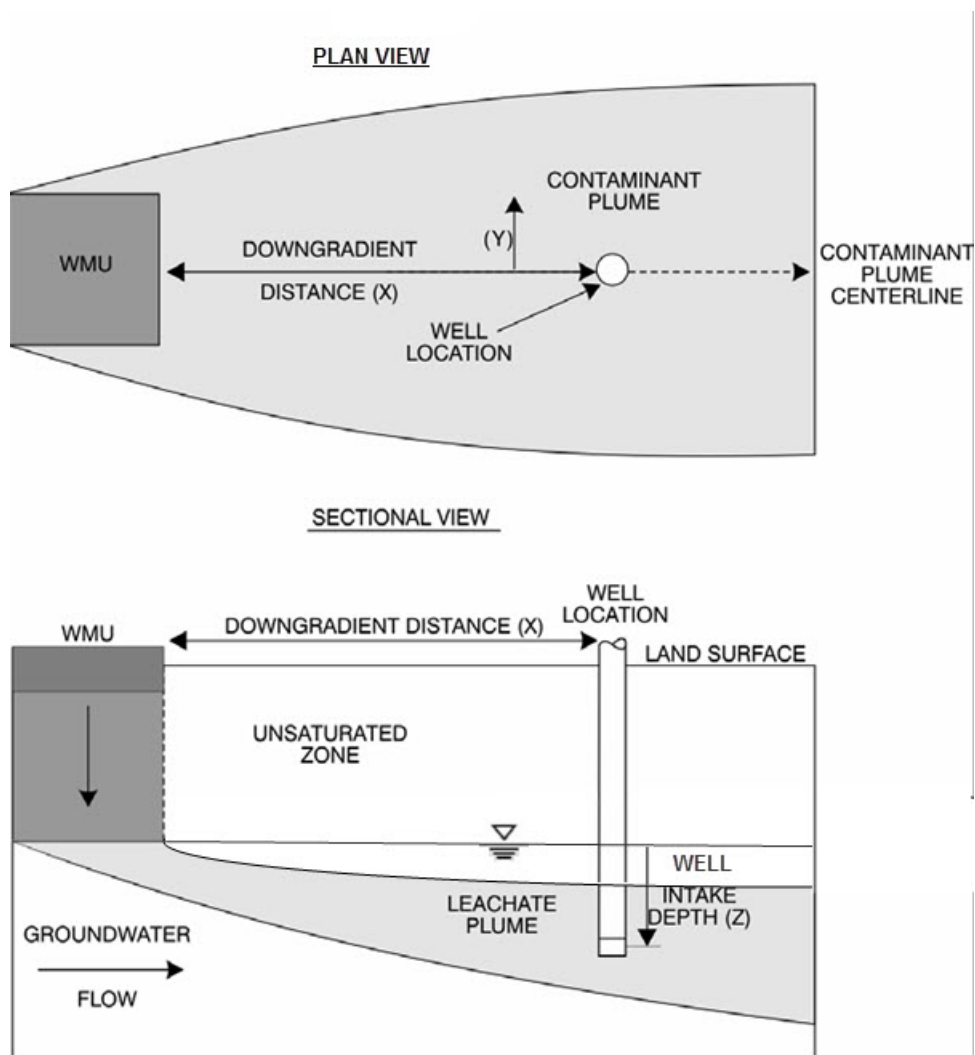 PLAN VIEW
CONTAMINANT
PLUME
(Y)
WMU
DOWNGRADIENT
DISTANCE (X)
CONTAMINANT
PLUME
CENTERLINE
WELL
LOCATION
SECTIONAL VIEW
WELL
LOCATION
WMU
DOWNGRADIENT DISTANCE (X)
LAND SURFACE
UNSATURATED
ZONE
WELL
INTAKE
DEPTH (Z)
LEACHATE
PLUME
GROUNDWATER
FLOW